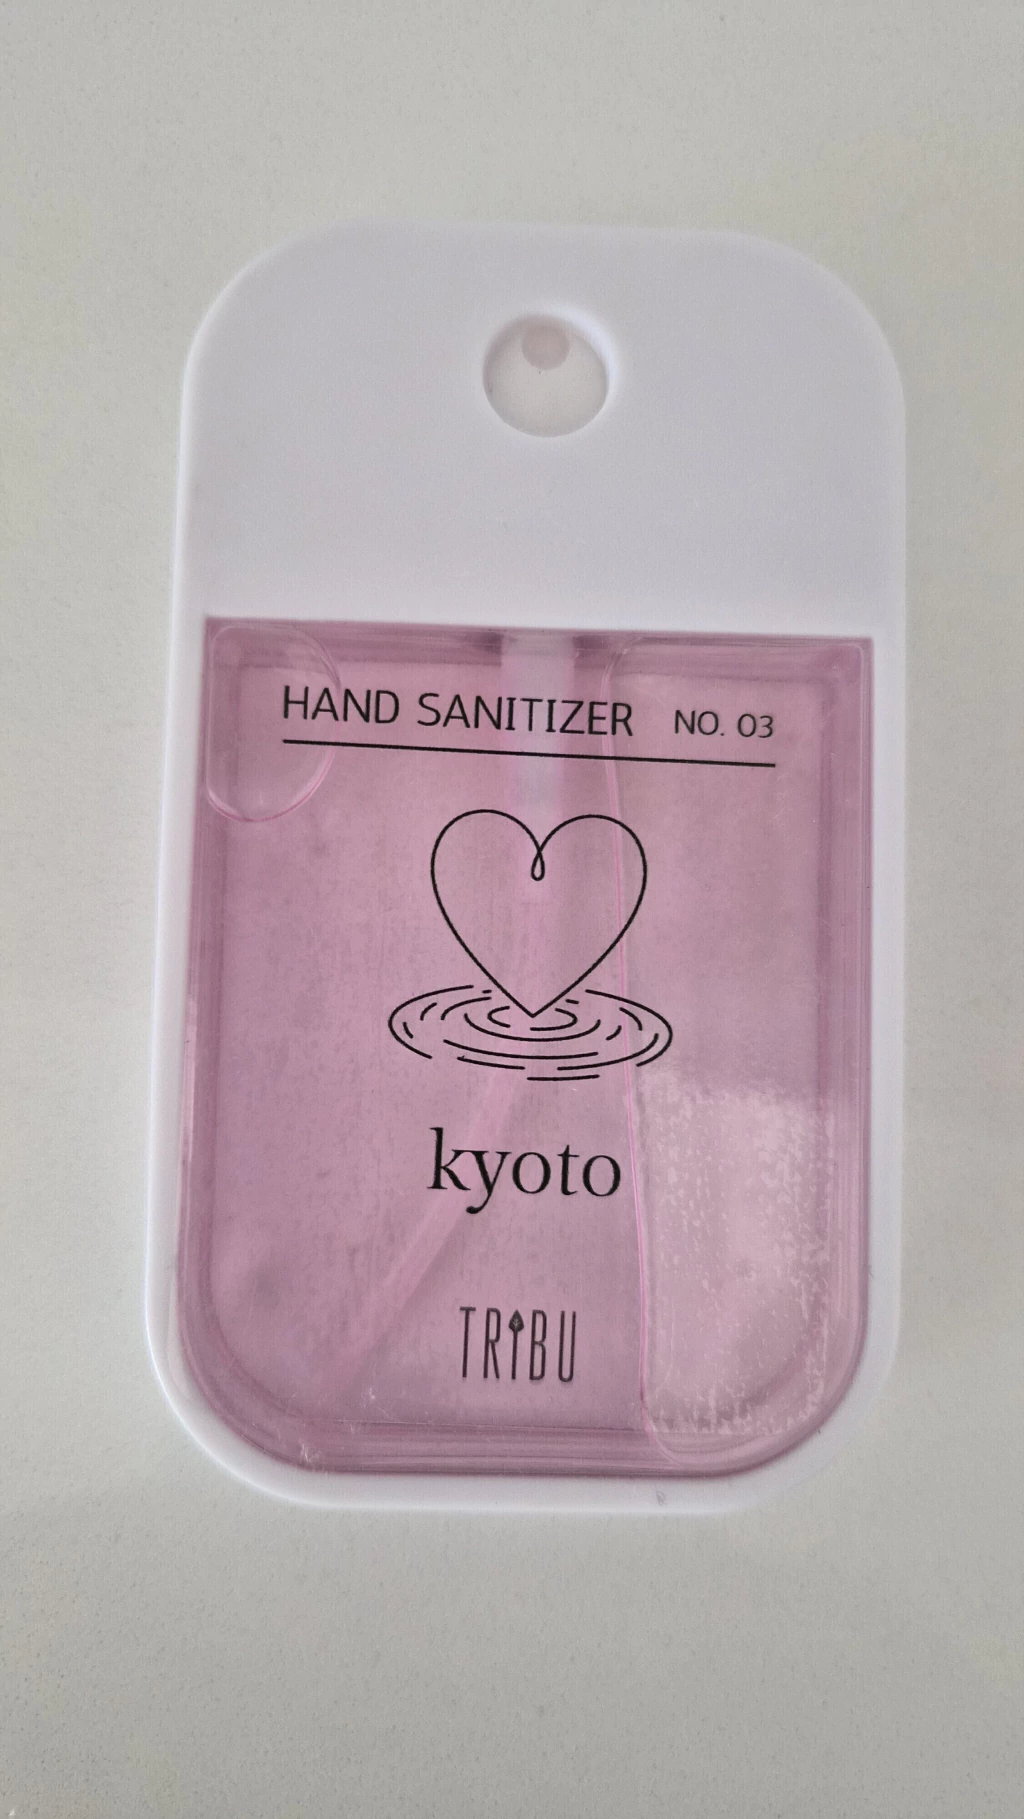 HAND SANITIZER NO. 03
kyoto
TRIBU